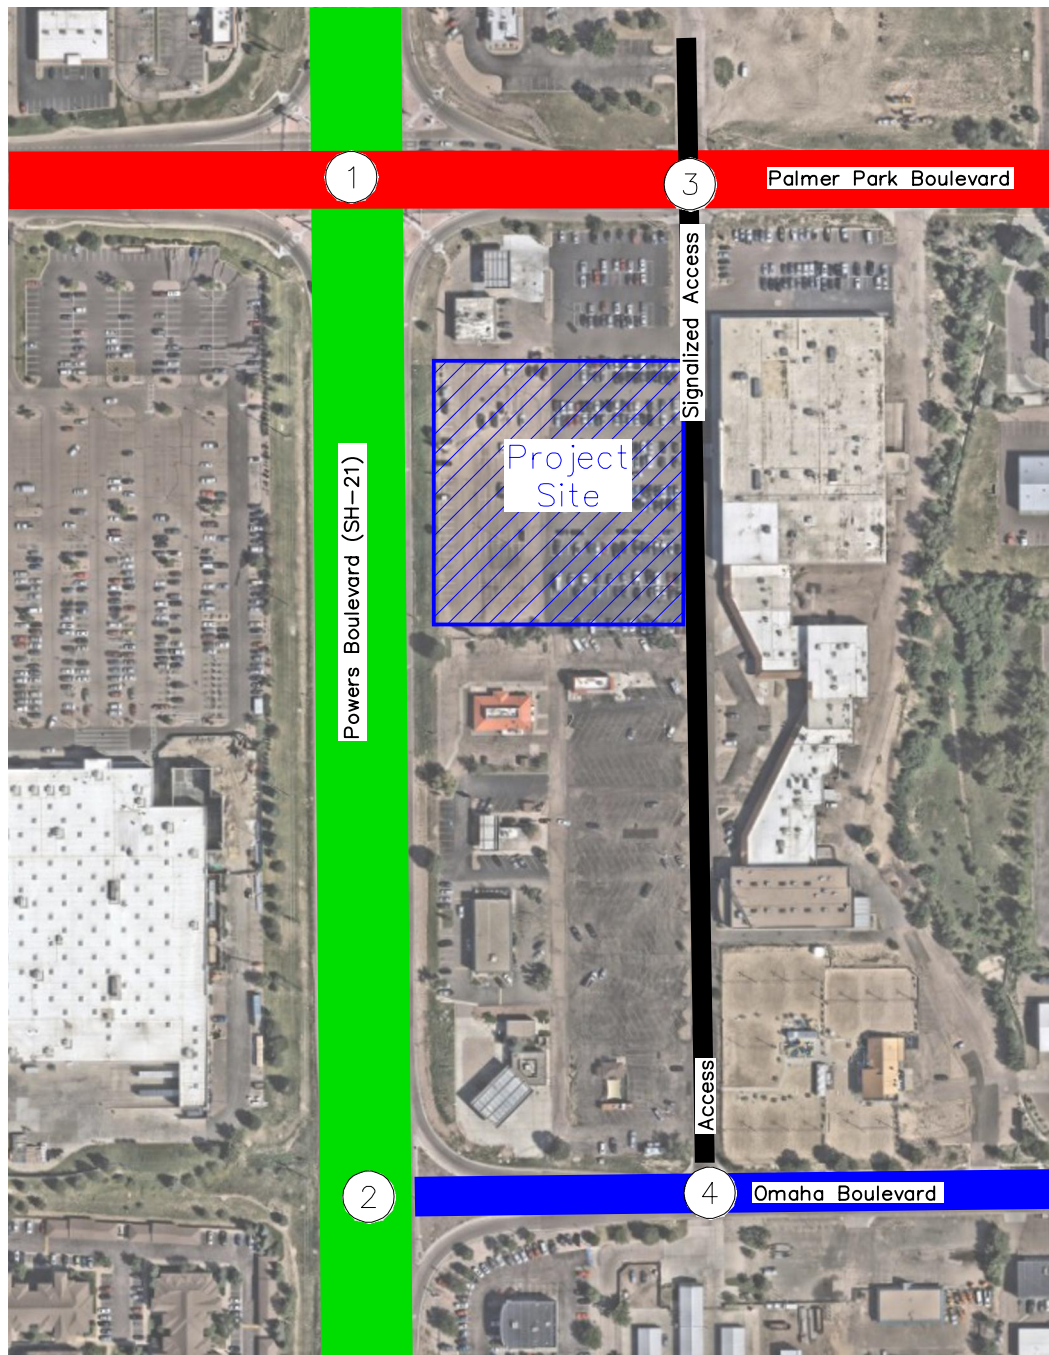 1
3
Palmer Park Boulevard
Signalized Access
Project
Site
Powers Boulevard (SH-21)
Access
2
4
Omaha Boulevard